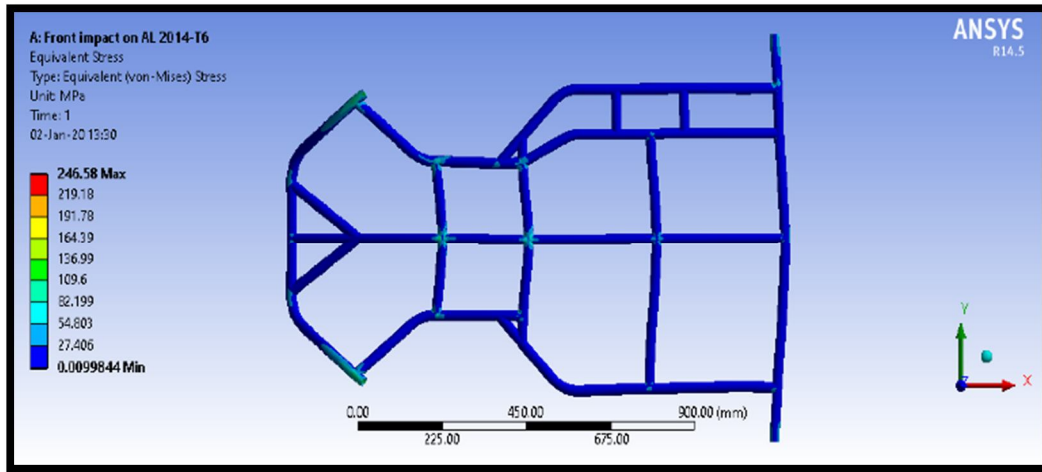 A: Front impact on AL 2014-T6
Equivalent Stress
Type: Equivalent (von-Mises) Stress
Unit: MPa
Time: 1
02-Jan-20 13:30
246.58 Max
219.18
191.78
164.39
136.99
109.6
82.199
54.803
27.406
0.0099844 Min
ANSYS
R14.5
0.00 450.00 900.00 (mm)
225.00 675.00
Y
Z
X